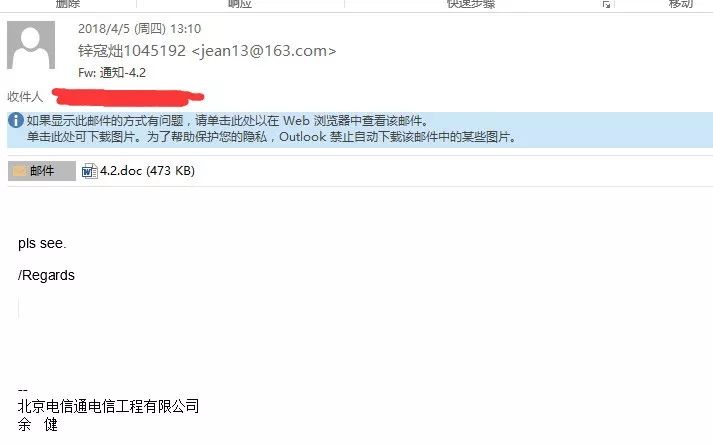 删除
响应
快速步骤
移动
2018/4/5 (周四) 13:10
锌寇炪1045192 <jean13@163.com>
Fw: 通知-4.2
收件人
如果显示此邮件的方式有问题，请单击此处以在 Web 浏览器中查看该邮件。
单击此处可下载图片。为了帮助保护您的隐私，Outlook 禁止自动下载该邮件中的某些图片。
邮件
4.2.doc (473 KB)
pls see.
/Regards
--
北京电信通电信工程有限公司
余 健